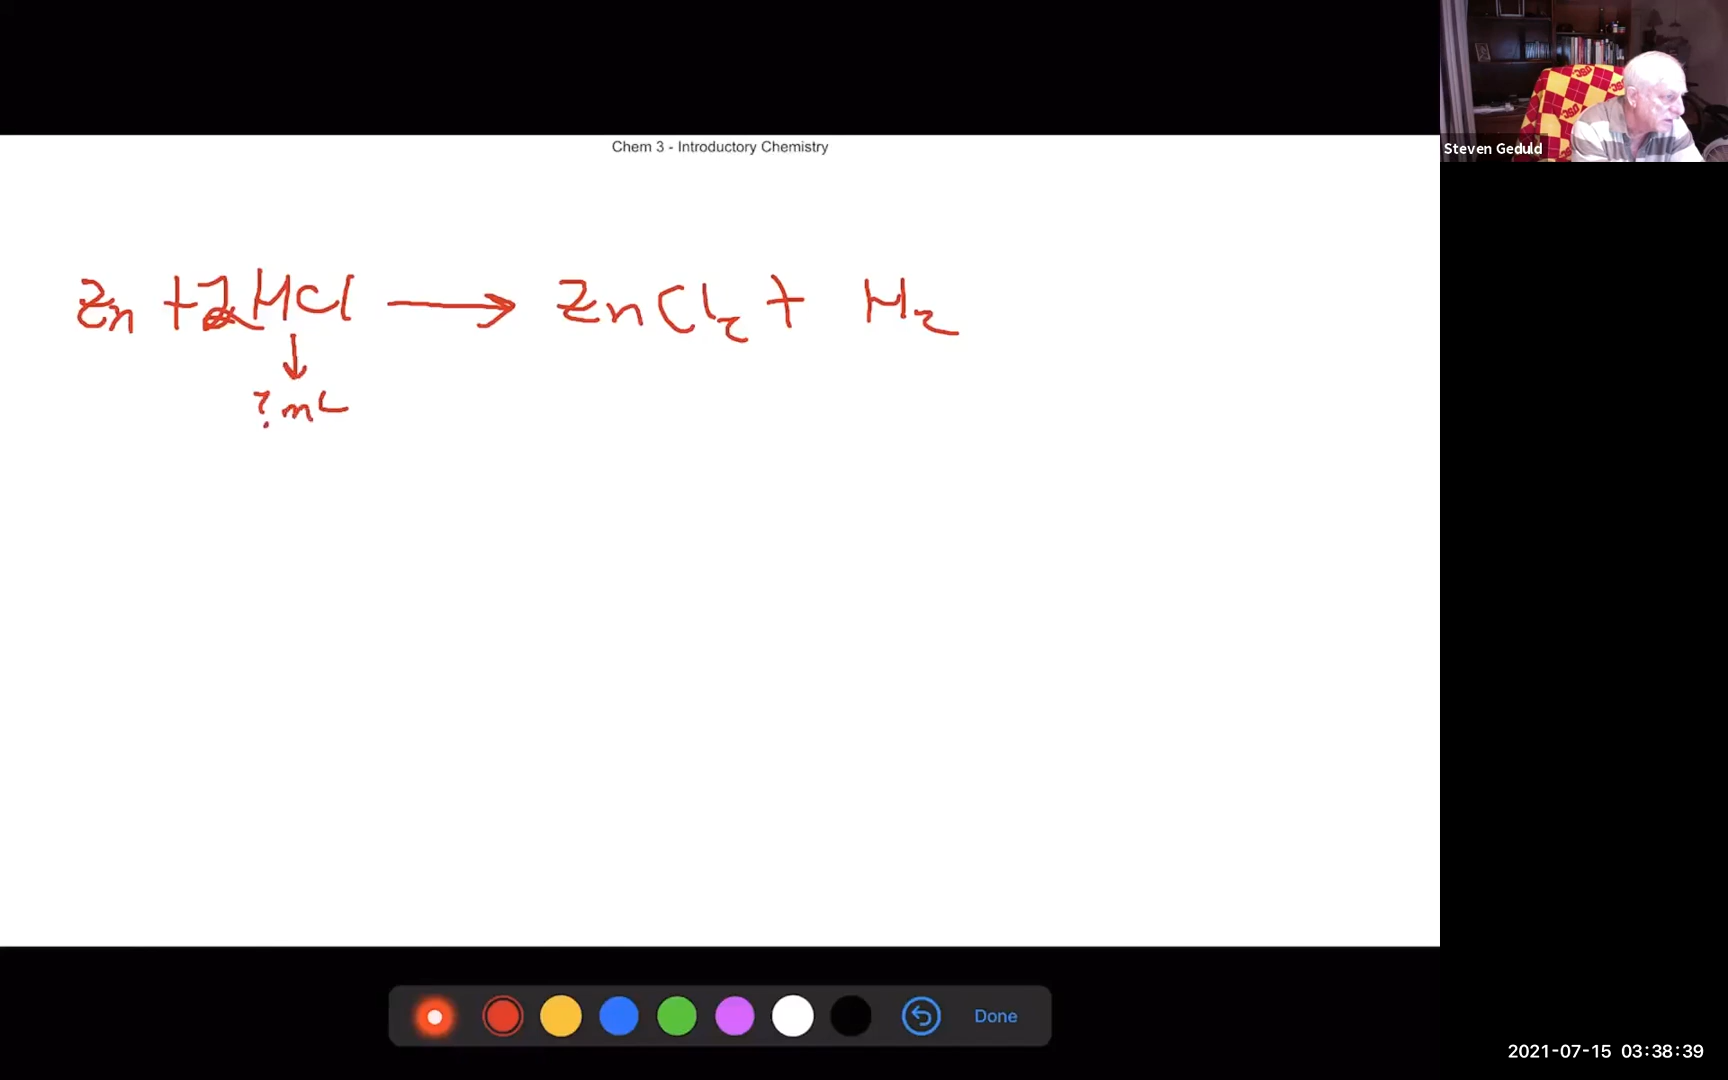 Chem 3 - Introductory Chemistry
Steven Geduld
Zn + 2HCl → ZnCl₂ + H₂
↓
? mL
Done
2021-07-15 03:38:39